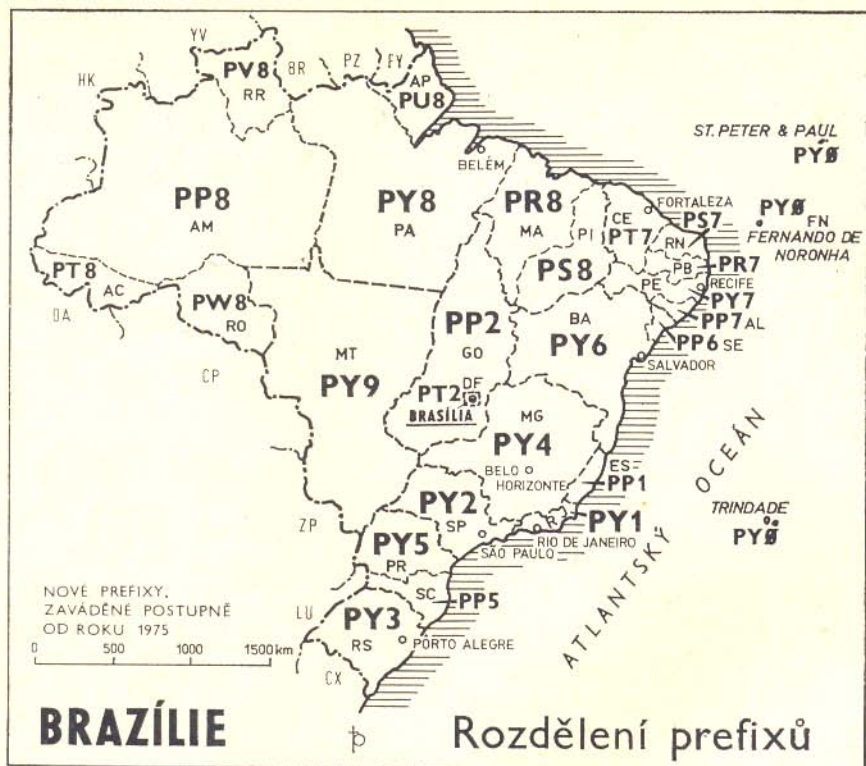 YV
HK
PV8
RR
BR
PZ
FY
AP
PU8
BELÉM
ST. PETER & PAUL
PYØ
PP8
AM
PY8
PA
PR8
MA
PI
CE
PT7
FORTALEZA
PS7
RN
PYØ
FN
FERNANDO DE
NORONHA
PB
PR7
PE
RECIFE
PY7
PP7 AL
PP6 SE
SALVADOR
PT8
AC
OA
PW8
RO
CP
PS8
PP2
GO
BA
PY6
MT
PY9
PT2
DF
BRASÍLIA
MG
PY4
BELO
HORIZONTE
ES
PP1
PY1
RIO DE JANEIRO
PY2
SP
SÃO PAULO
ZP
PY5
PR
SC
PP5
LU
PY3
RS
PORTO ALEGRE
CX
TRINDADE
PYØ
ATLANTSKÝ OCEÁN
NOVÉ PREFIXY,
ZAVÁDĚNÉ POSTUPNĚ
OD ROKU 1975
0 500 1000 1500 km
BRAZÍLIE
Rozdělení prefixů